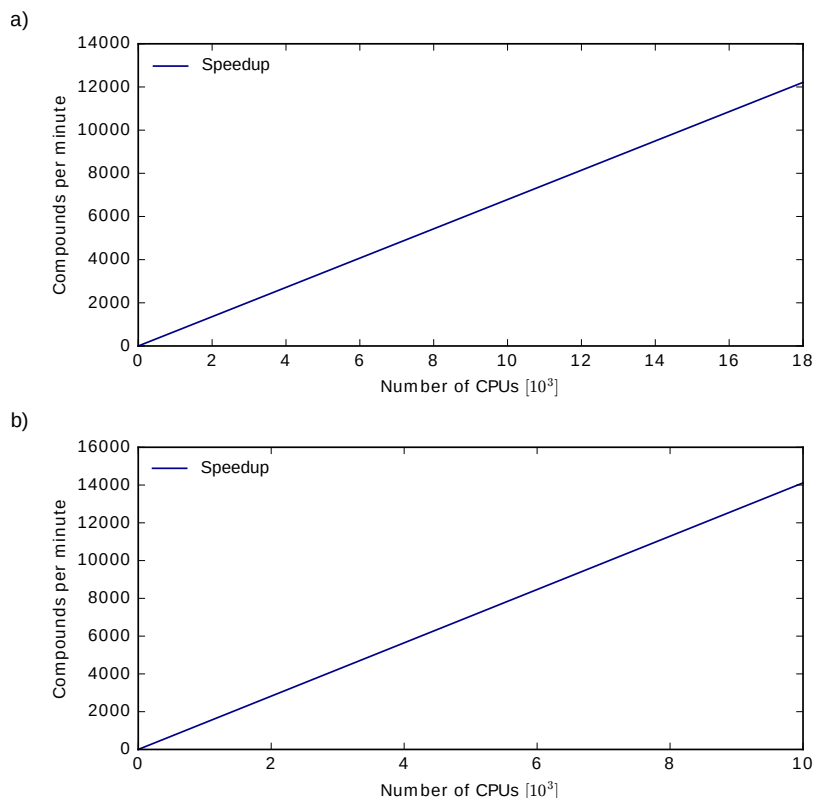 a)
14000
Speedup
12000
10000
8000
6000
4000
2000
0
Compounds per minute
0 2 4 6 8 10 12 14 16 18
Number of CPUs [10³]
b)
16000
Speedup
14000
12000
10000
8000
6000
4000
2000
0
Compounds per minute
0 2 4 6 8 10
Number of CPUs [10³]